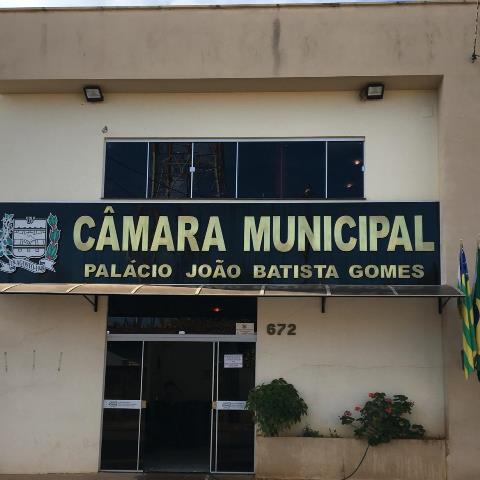 CÂMARA MUNICIPAL
PALÁCIO JOÃO BATISTA GOMES
672